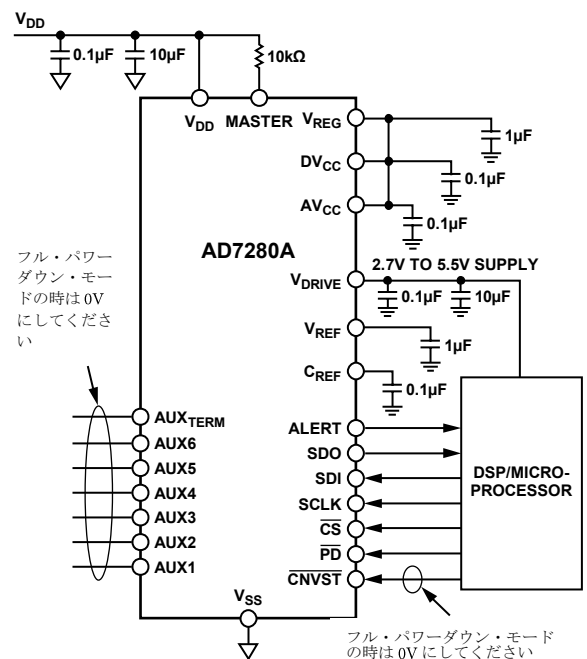 VDD
0.1µF
10µF
10kΩ
VDD
MASTER
VREG
1µF
DVCC
0.1µF
AVCC
0.1µF
AD7280A
フル・パワー
ダウン・モー
ドの時は 0V
にしてくださ
い
2.7V TO 5.5V SUPPLY
VDRIVE
0.1µF
10µF
VREF
1µF
CREF
0.1µF
AUXTERM
AUX6
AUX5
AUX4
AUX3
AUX2
AUX1
ALERT
SDO
SDI
SCLK
CS
PD
CNVST
DSP/MICRO-
PROCESSOR
VSS
フル・パワーダウン・モード
の時は 0V にしてください